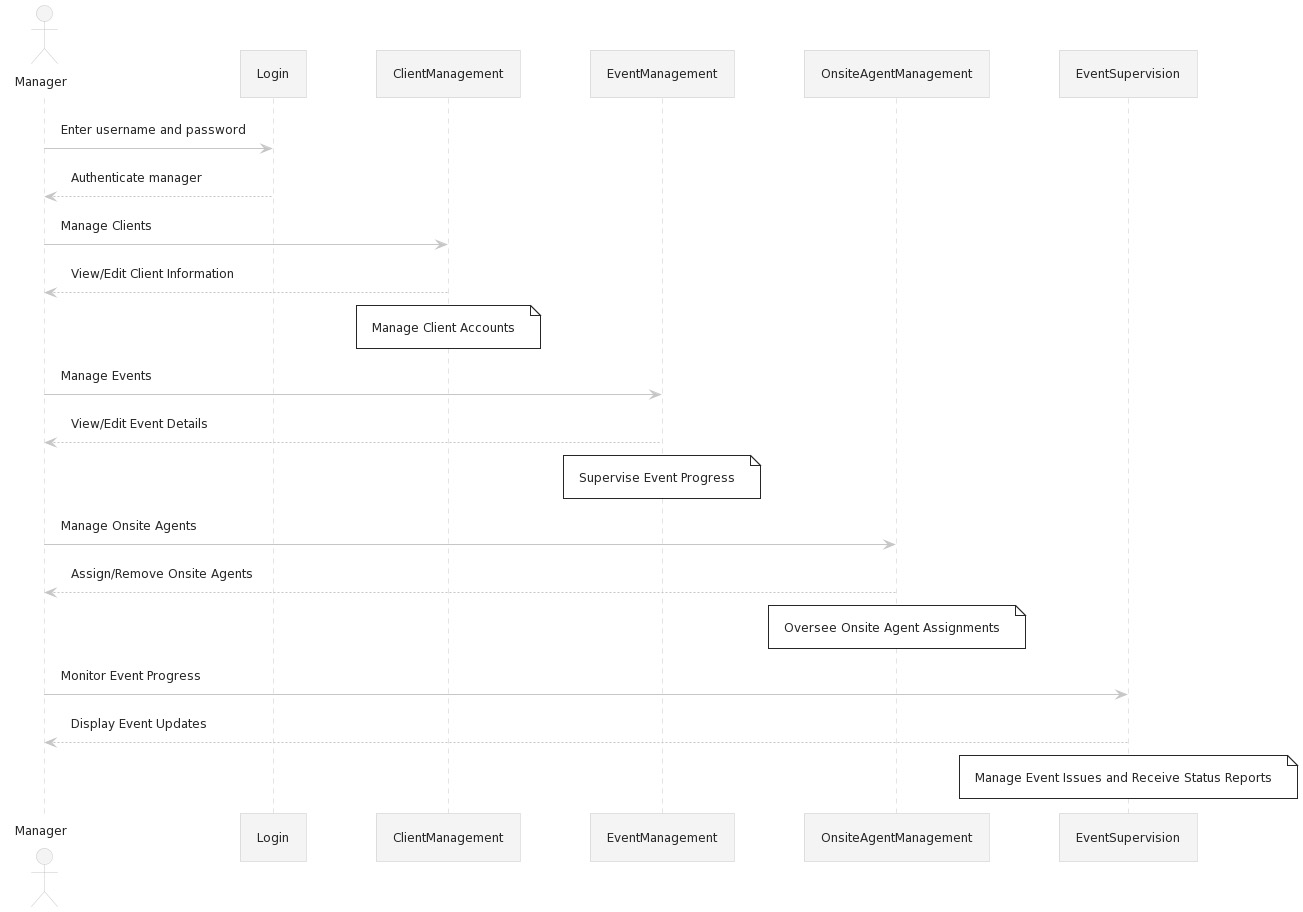 Manager
Login
ClientManagement
EventManagement
OnsiteAgentManagement
EventSupervision
Enter username and password
Authenticate manager
Manage Clients
View/Edit Client Information
Manage Client Accounts
Manage Events
View/Edit Event Details
Supervise Event Progress
Manage Onsite Agents
Assign/Remove Onsite Agents
Oversee Onsite Agent Assignments
Monitor Event Progress
Display Event Updates
Manage Event Issues and Receive Status Reports
Manager
Login
ClientManagement
EventManagement
OnsiteAgentManagement
EventSupervision